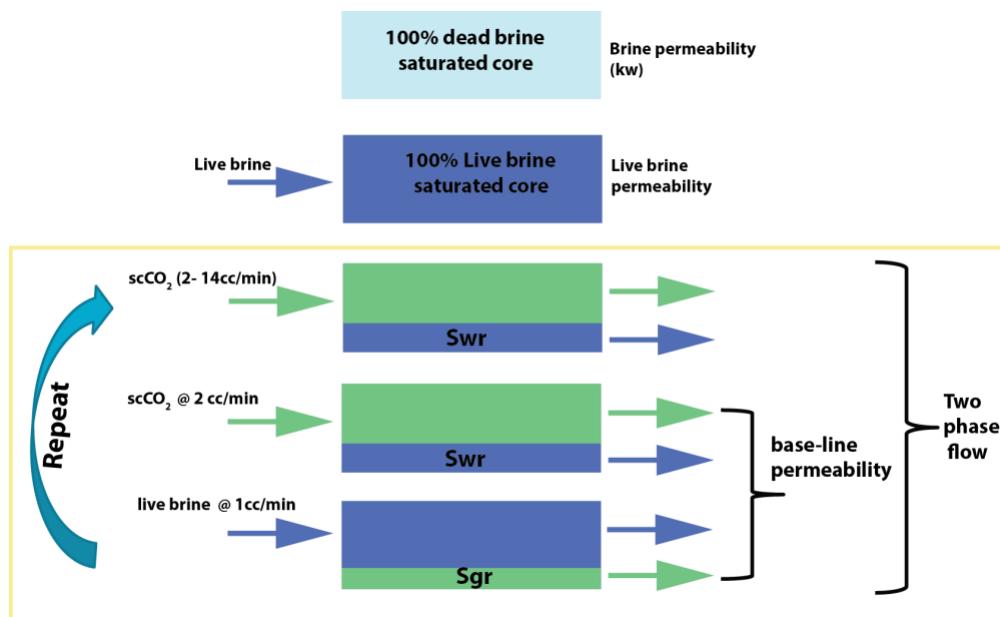 100% dead brine
saturated core
Brine permeability
(kw)
Live brine
100% Live brine
saturated core
Live brine
permeability
scCO₂ (2- 14cc/min)
Swr
Repeat
scCO₂ @ 2 cc/min
Swr
base-line
permeability
Two
phase
flow
live brine @ 1cc/min
Sgr